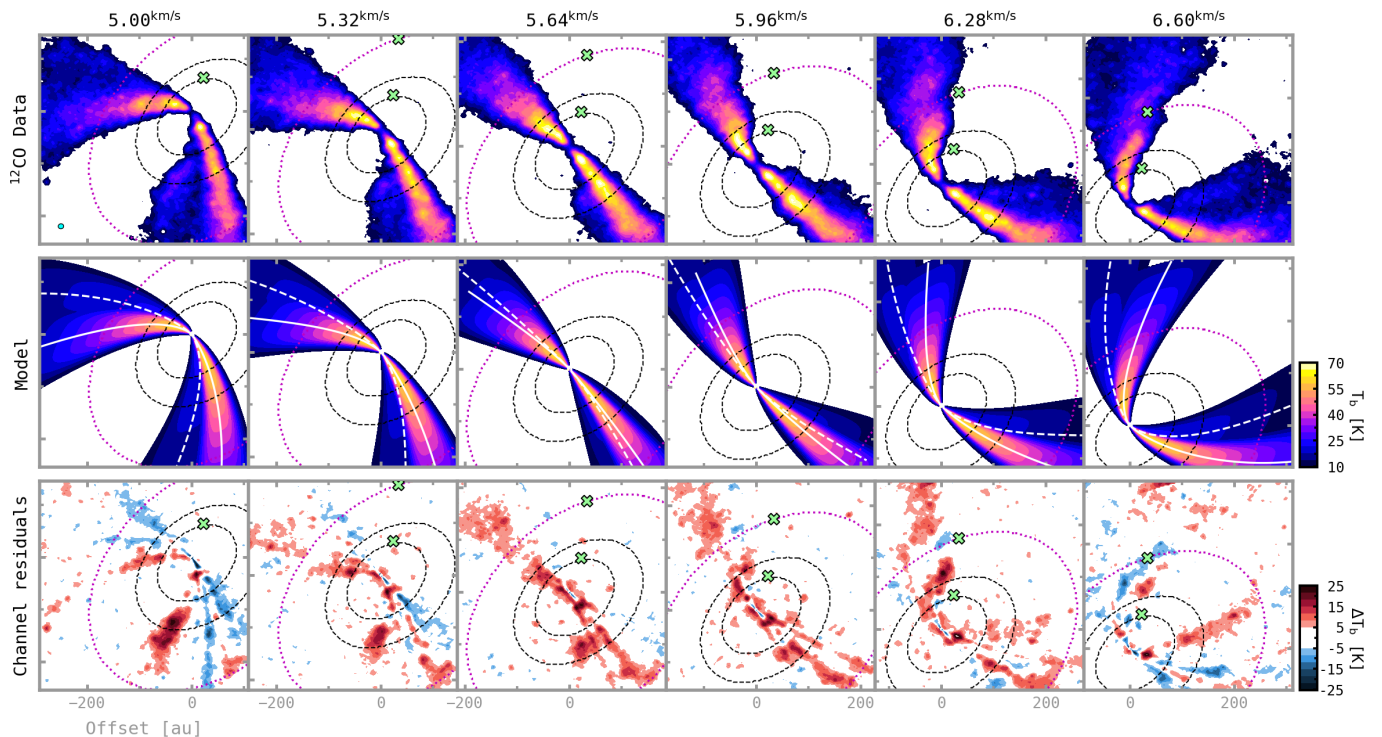 5.00km/s 5.32km/s 5.64km/s 5.96km/s 6.28km/s 6.60km/s
12CO Data
Model
70
55
40
25
10
Tb [K]
Channel residuals
25
15
5
-5
-15
-25
ΔTb [K]
−200 0 −200 0 0 0 0 200 0 200
Offset [au]